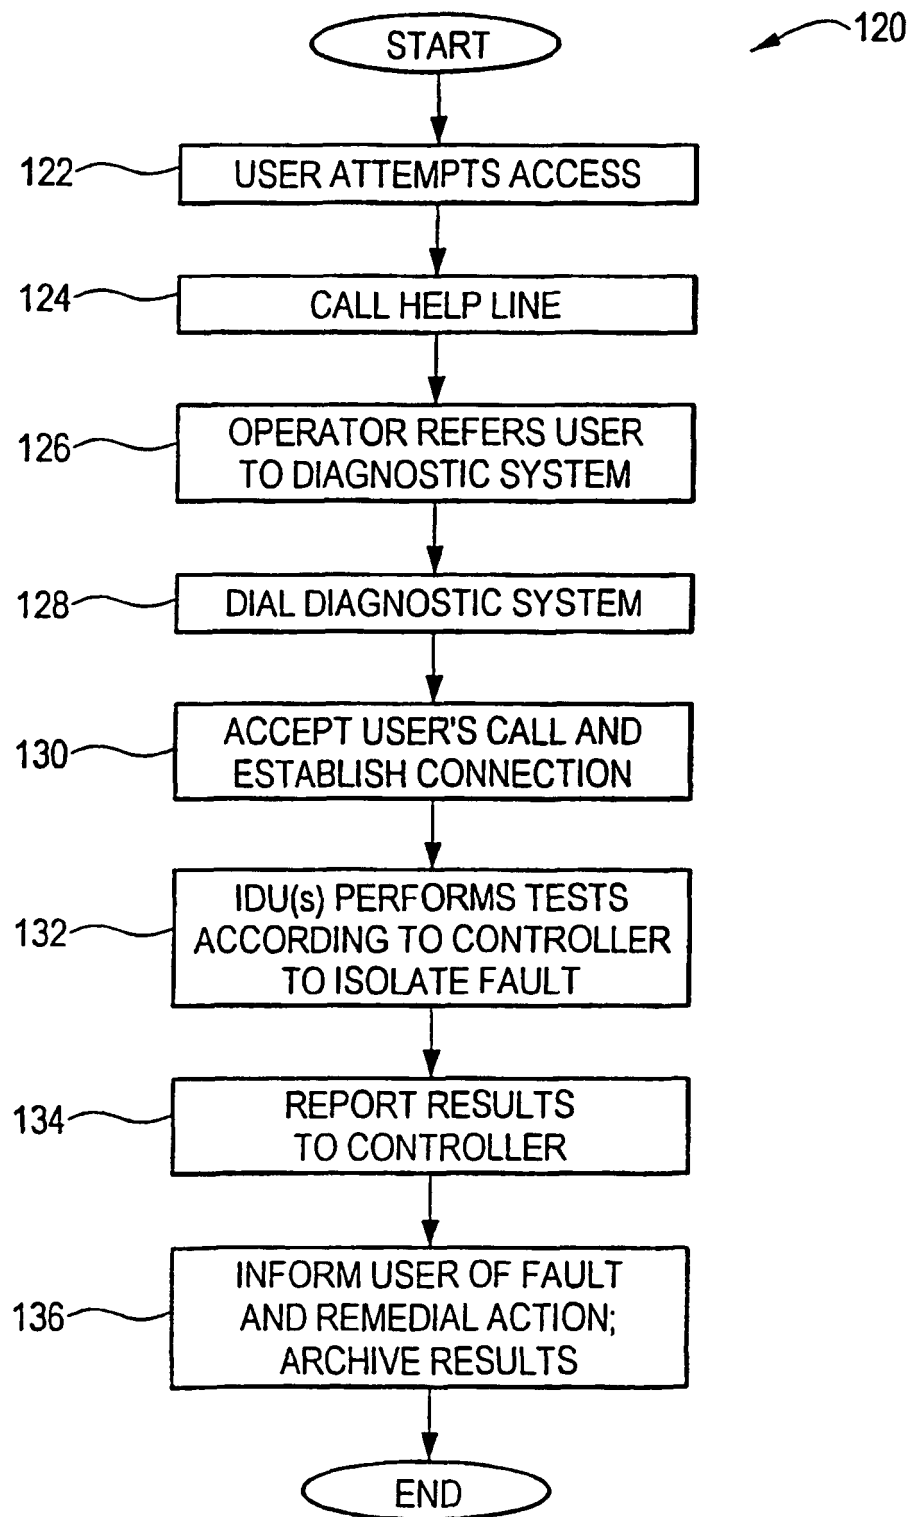 START
120
122
USER ATTEMPTS ACCESS
124
CALL HELP LINE
126
OPERATOR REFERS USER
TO DIAGNOSTIC SYSTEM
128
DIAL DIAGNOSTIC SYSTEM
130
ACCEPT USER'S CALL AND
ESTABLISH CONNECTION
132
IDU(s) PERFORMS TESTS
ACCORDING TO CONTROLLER
TO ISOLATE FAULT
134
REPORT RESULTS
TO CONTROLLER
136
INFORM USER OF FAULT
AND REMEDIAL ACTION;
ARCHIVE RESULTS
END